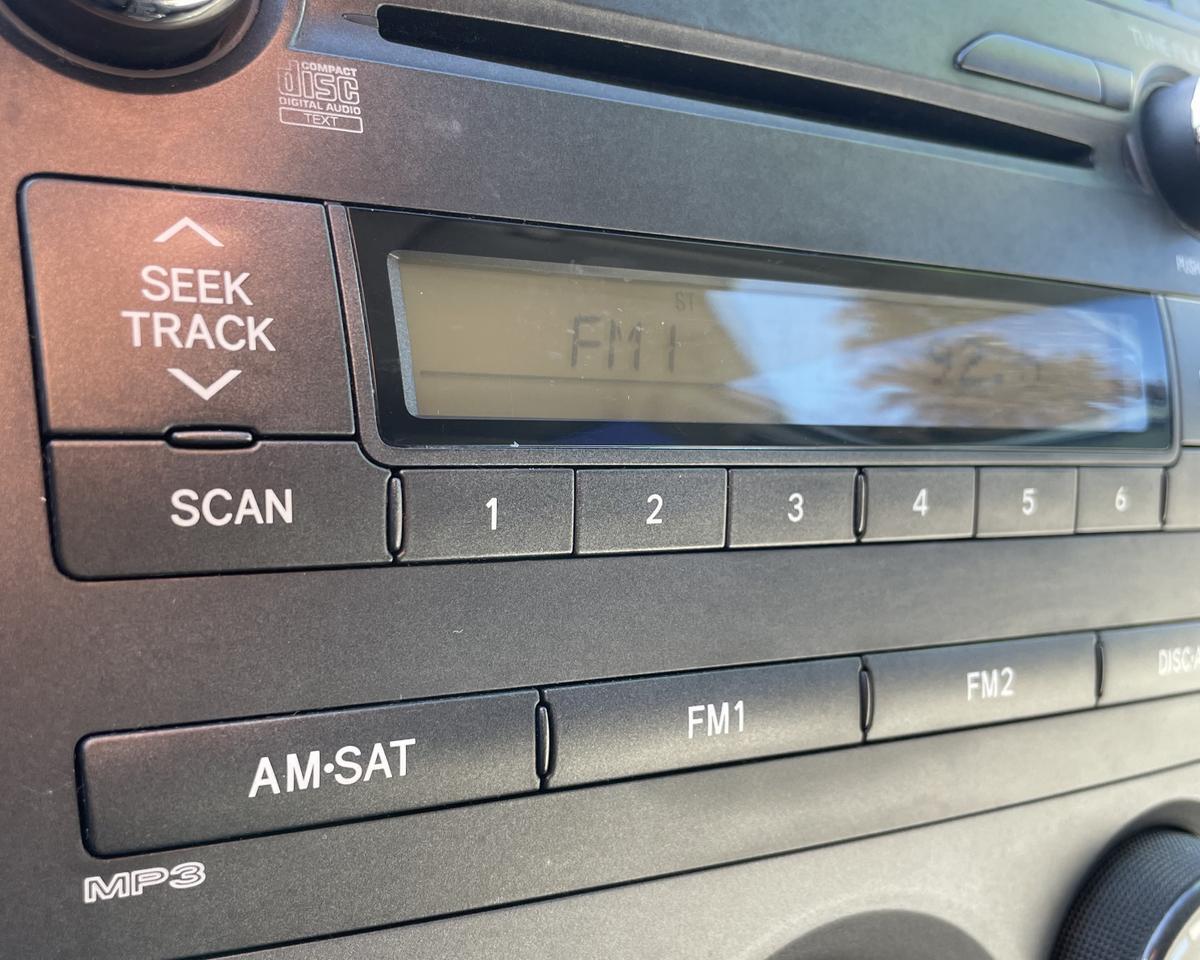 COMPACT
disc
DIGITAL AUDIO
TEXT
SEEK
TRACK
ST
FM1
SCAN
1
2
3
4
5
6
AM•SAT
FM1
FM2
MP3